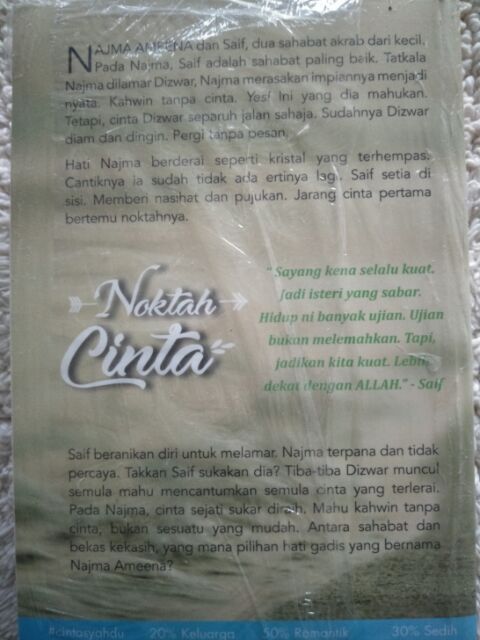 NAJMA AMEENA dan Saif, dua sahabat akrab dari kecil.
Pada Najma, Saif adalah sahabat paling baik. Tatkala
Najma dilamar Dizwar, Najma merasakan impiannya menjadi
nyata. Kahwin tanpa cinta. Yes! Ini yang dia mahukan.
Tetapi, cinta Dizwar separuh jalan sahaja. Sudahnya Dizwar
diam dan dingin. Pergi tanpa pesan.
Hati Najma berderai seperti kristal yang terhempas.
Cantiknya ia sudah tidak ada ertinya lagi. Saif setia di
sisi. Memberi nasihat dan pujukan. Jarang cinta pertama
bertemu noktahnya.
Noktah
Cinta
" Sayang kena selalu kuat.
Jadi isteri yang sabar.
Hidup ni banyak ujian. Ujian
bukan melemahkan. Tapi,
jadikan kita kuat. Lebih
dekat dengan ALLAH." - Saif
Saif beranikan diri untuk melamar. Najma terpana dan tidak
percaya. Takkan Saif sukakan dia? Tiba-tiba Dizwar muncul
semula mahu mencantumkan semula cinta yang terlerai.
Pada Najma, cinta sejati sukar diraih. Mahu kahwin tanpa
cinta, bukan sesuatu yang mudah. Antara sahabat dan
bekas kekasih, yang mana pilihan hati gadis yang bernama
Najma Ameena?
#cintasyahdu 20% Keluarga 50% Romantik 30% Sedih